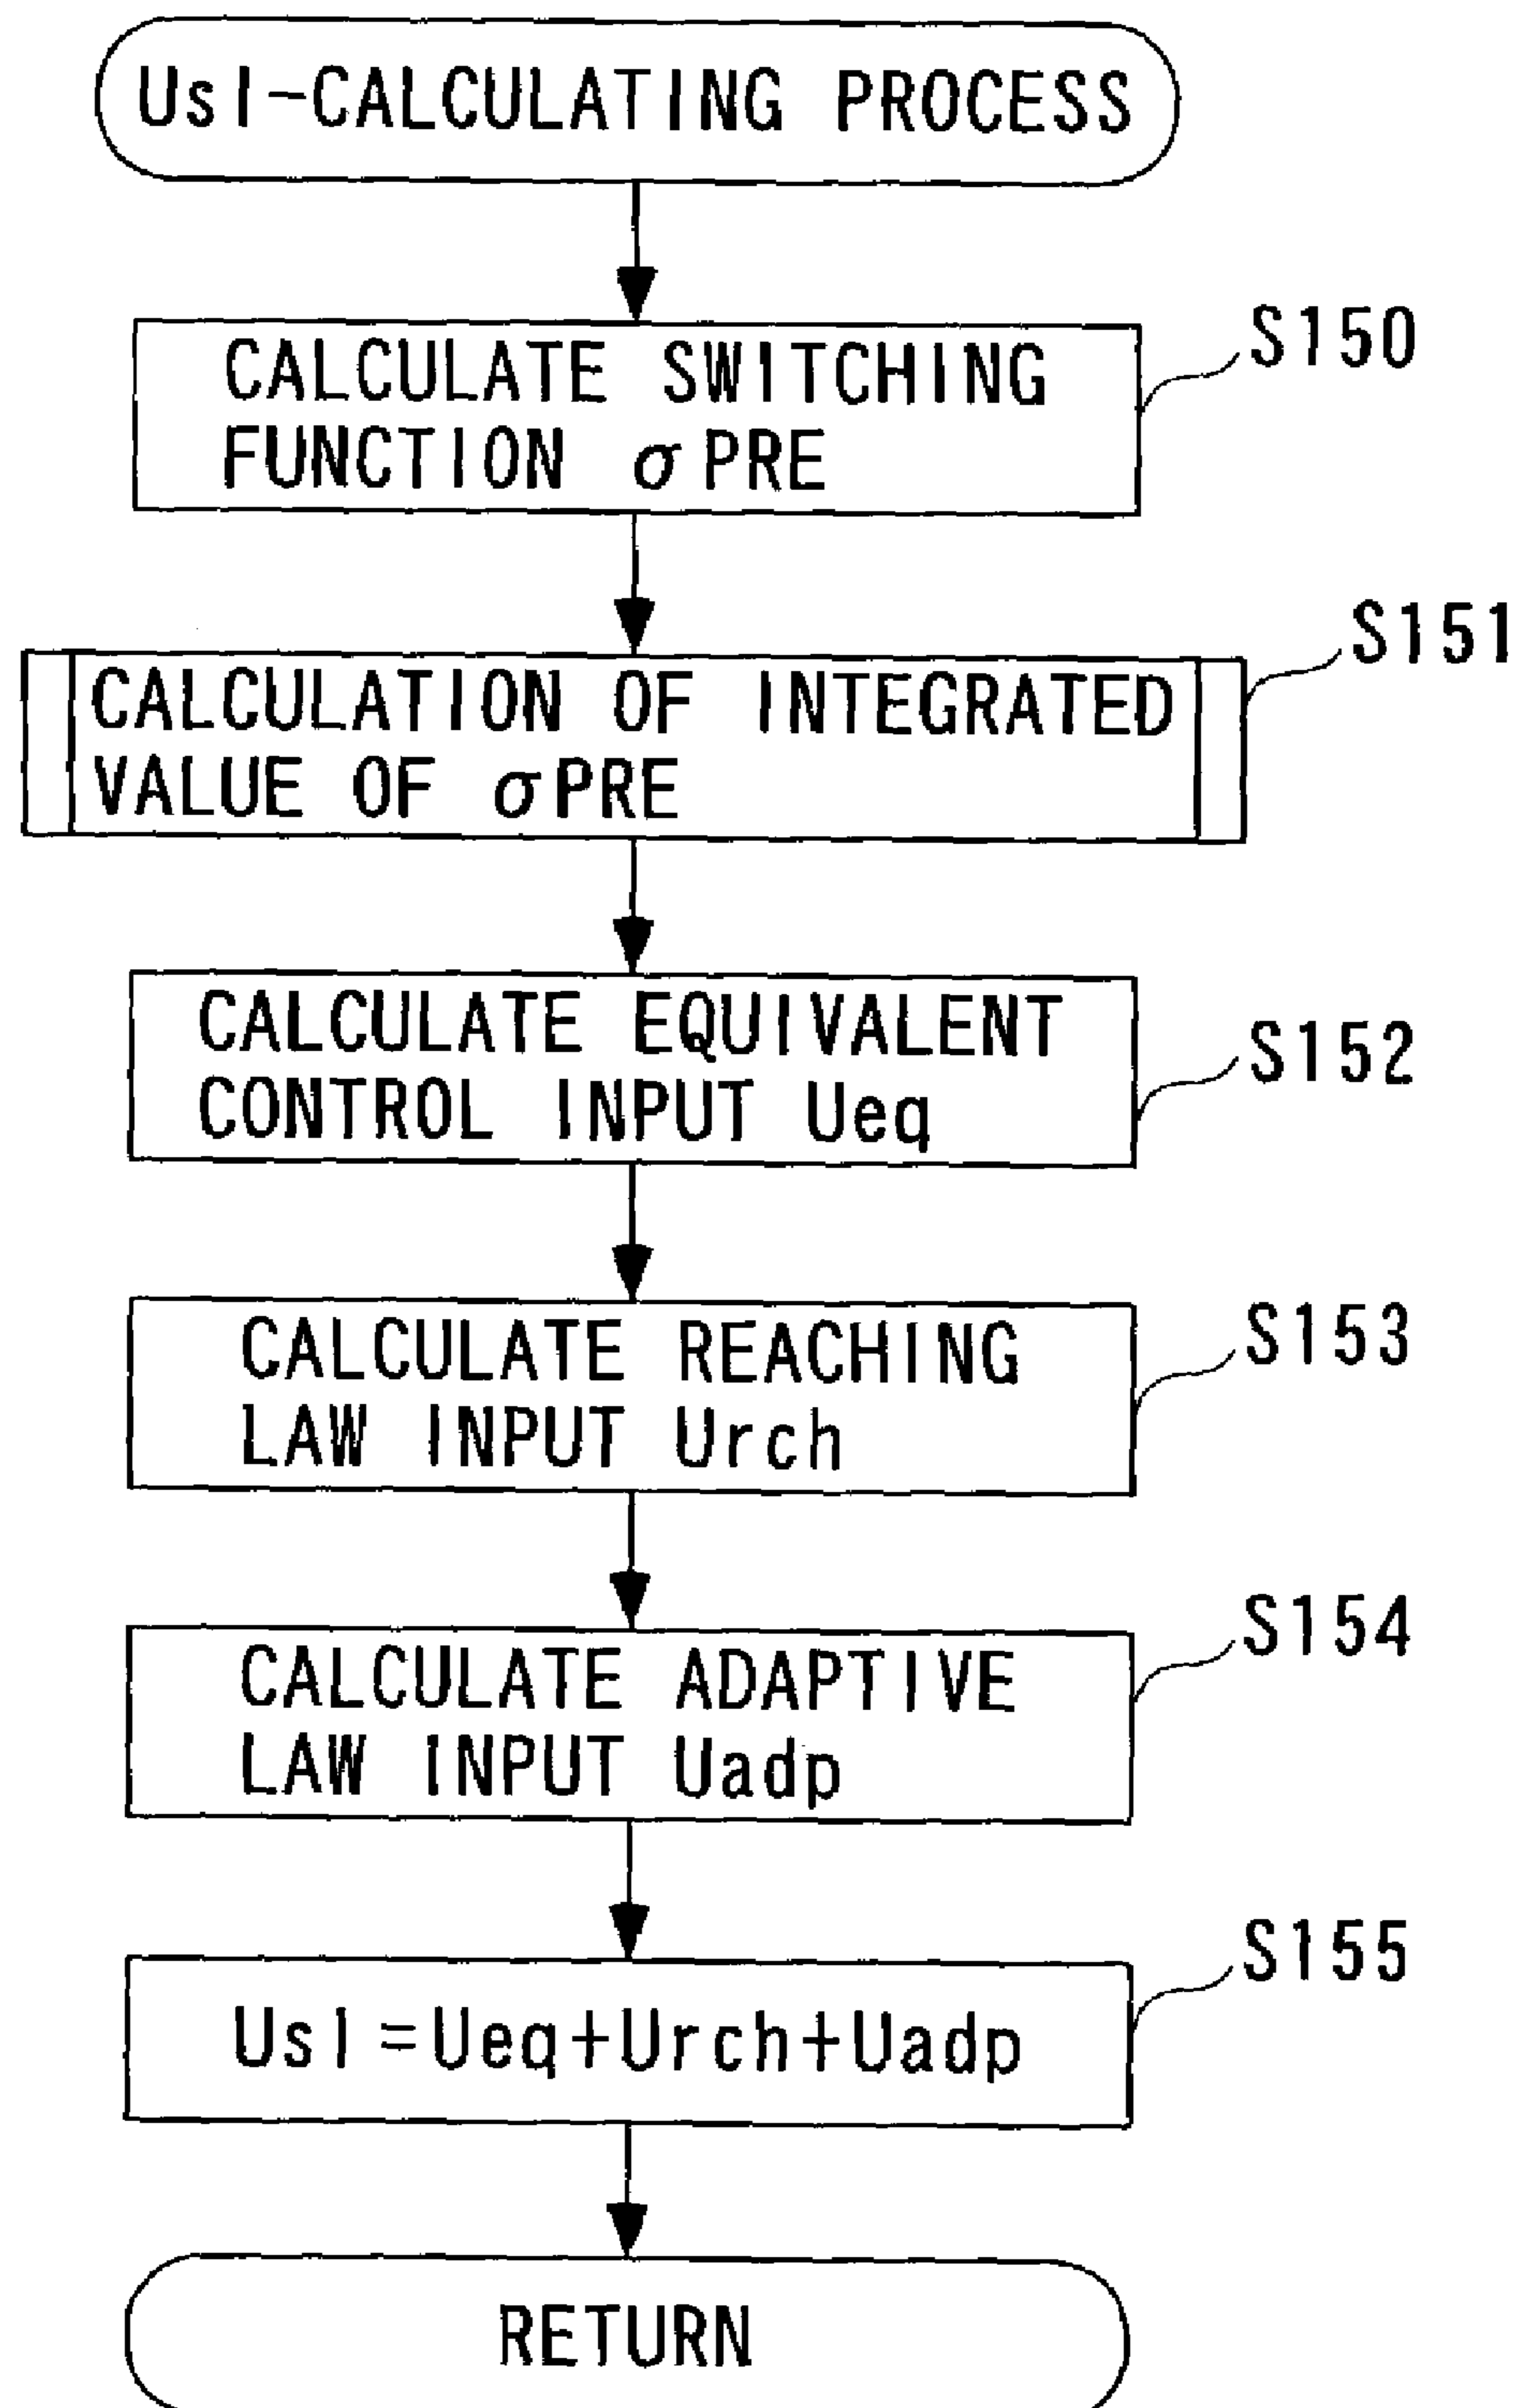 Usl-CALCULATING PROCESS
CALCULATE SWITCHING
FUNCTION σPRE
S150
CALCULATION OF INTEGRATED
VALUE OF σPRE
S151
CALCULATE EQUIVALENT
CONTROL INPUT Ueq
S152
CALCULATE REACHING
LAW INPUT Urch
S153
CALCULATE ADAPTIVE
LAW INPUT Uadp
S154
Usl=Ueq+Urch+Uadp
S155
RETURN